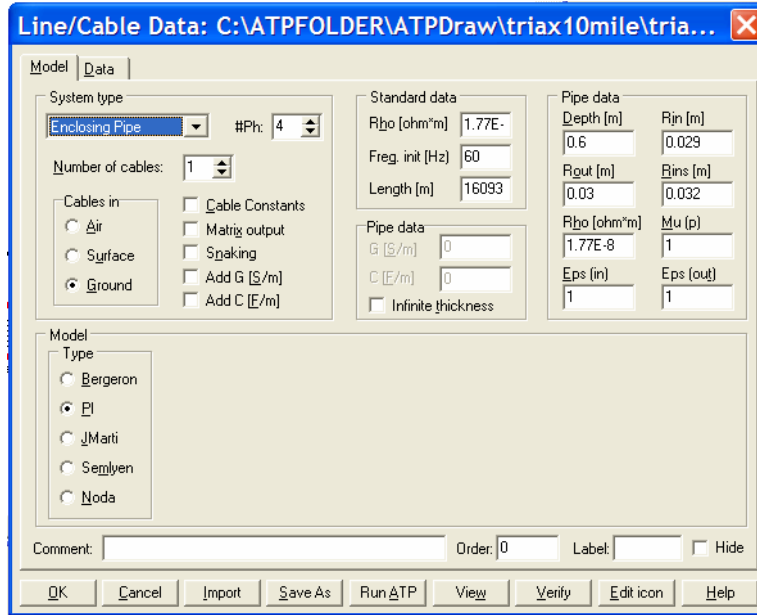 Line/Cable Data: C:\ATPFOLDER\ATPDraw\triax10mile\tria...
Model Data
System type
Enclosing Pipe #Ph: 4
Number of cables: 1
Cables in
Air
Surface
Ground
Cable Constants
Matrix output
Snaking
Add G [S/m]
Add C [F/m]
Standard data
Rho [ohm*m] 1.77E-
Freq. init [Hz] 60
Length [m] 16093
Pipe data
G [S/m] 0
C [F/m] 0
Infinite thickness
Pipe data
Depth [m] Rin [m]
0.6 0.029
Rout [m] Rins [m]
0.03 0.032
Rho [ohm*m] Mu (p)
1.77E-8 1
Eps (in) Eps (out)
1 1
Model
Type
Bergeron
PI
JMarti
Semlyen
Noda
Comment: Order: 0 Label: Hide
OK Cancel Import Save As Run ATP View Verify Edit icon Help